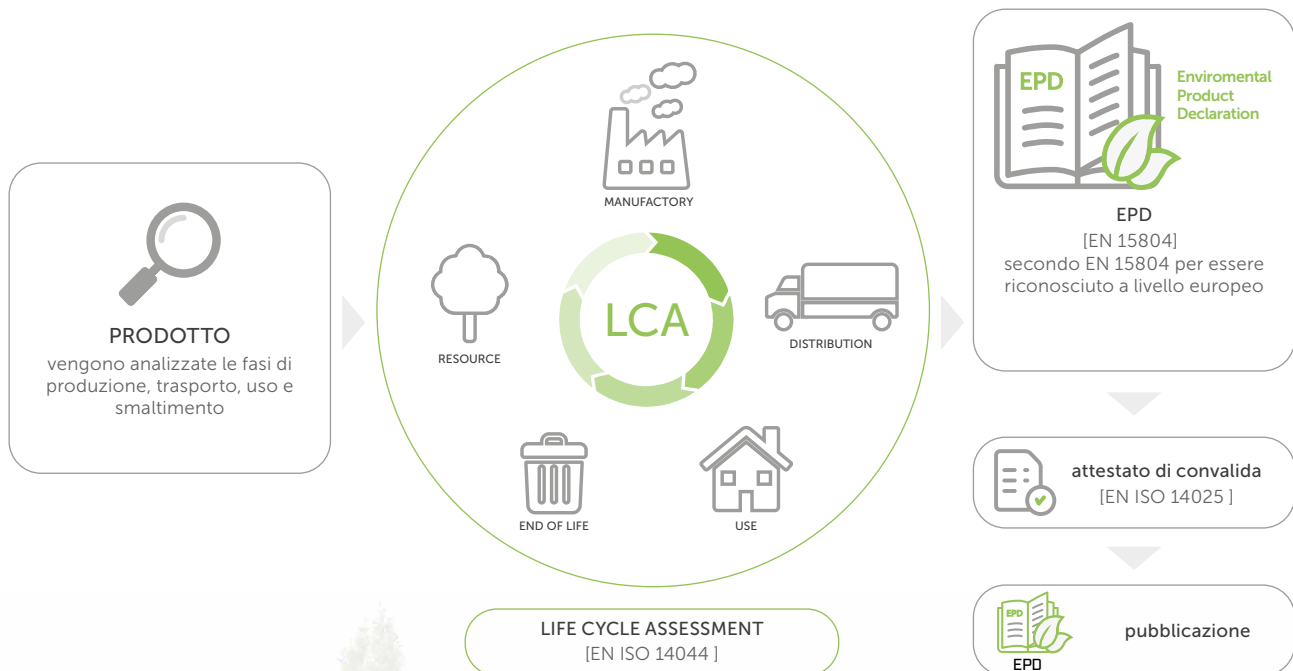 PRODOTTO
vengono analizzate le fasi di
produzione, trasporto, uso e
smaltimento
MANUFACTORY
RESOURCE
LCA
DISTRIBUTION
END OF LIFE
USE
LIFE CYCLE ASSESSMENT
[EN ISO 14044 ]
EPD
Enviromental
Product
Declaration
EPD
[EN 15804]
secondo EN 15804 per essere
riconosciuto a livello europeo
attestato di convalida
[EN ISO 14025 ]
EPD
EPD
pubblicazione